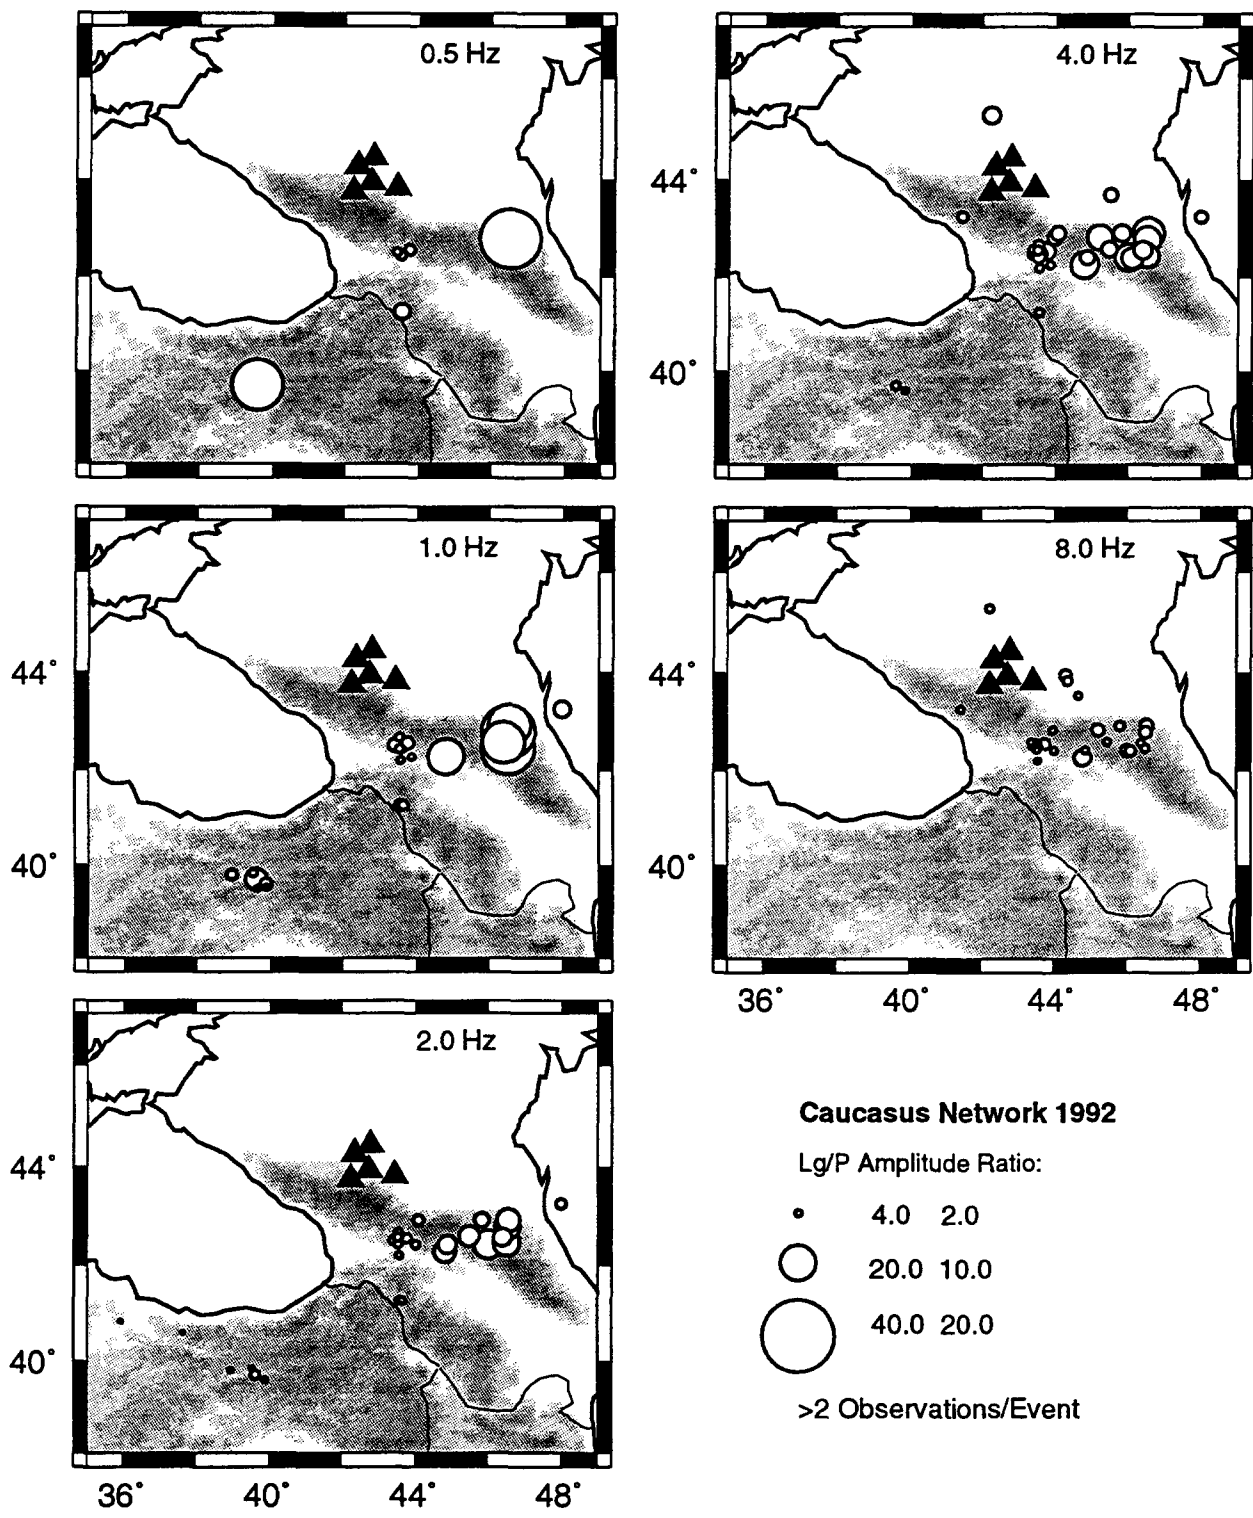 0.5 Hz
4.0 Hz
44°
40°
1.0 Hz
44°
40°
8.0 Hz
44°
40°
36° 40° 44° 48°
2.0 Hz
44°
40°
36° 40° 44° 48°
Caucasus Network 1992
Lg/P Amplitude Ratio:
4.0 2.0
20.0 10.0
40.0 20.0
>2 Observations/Event